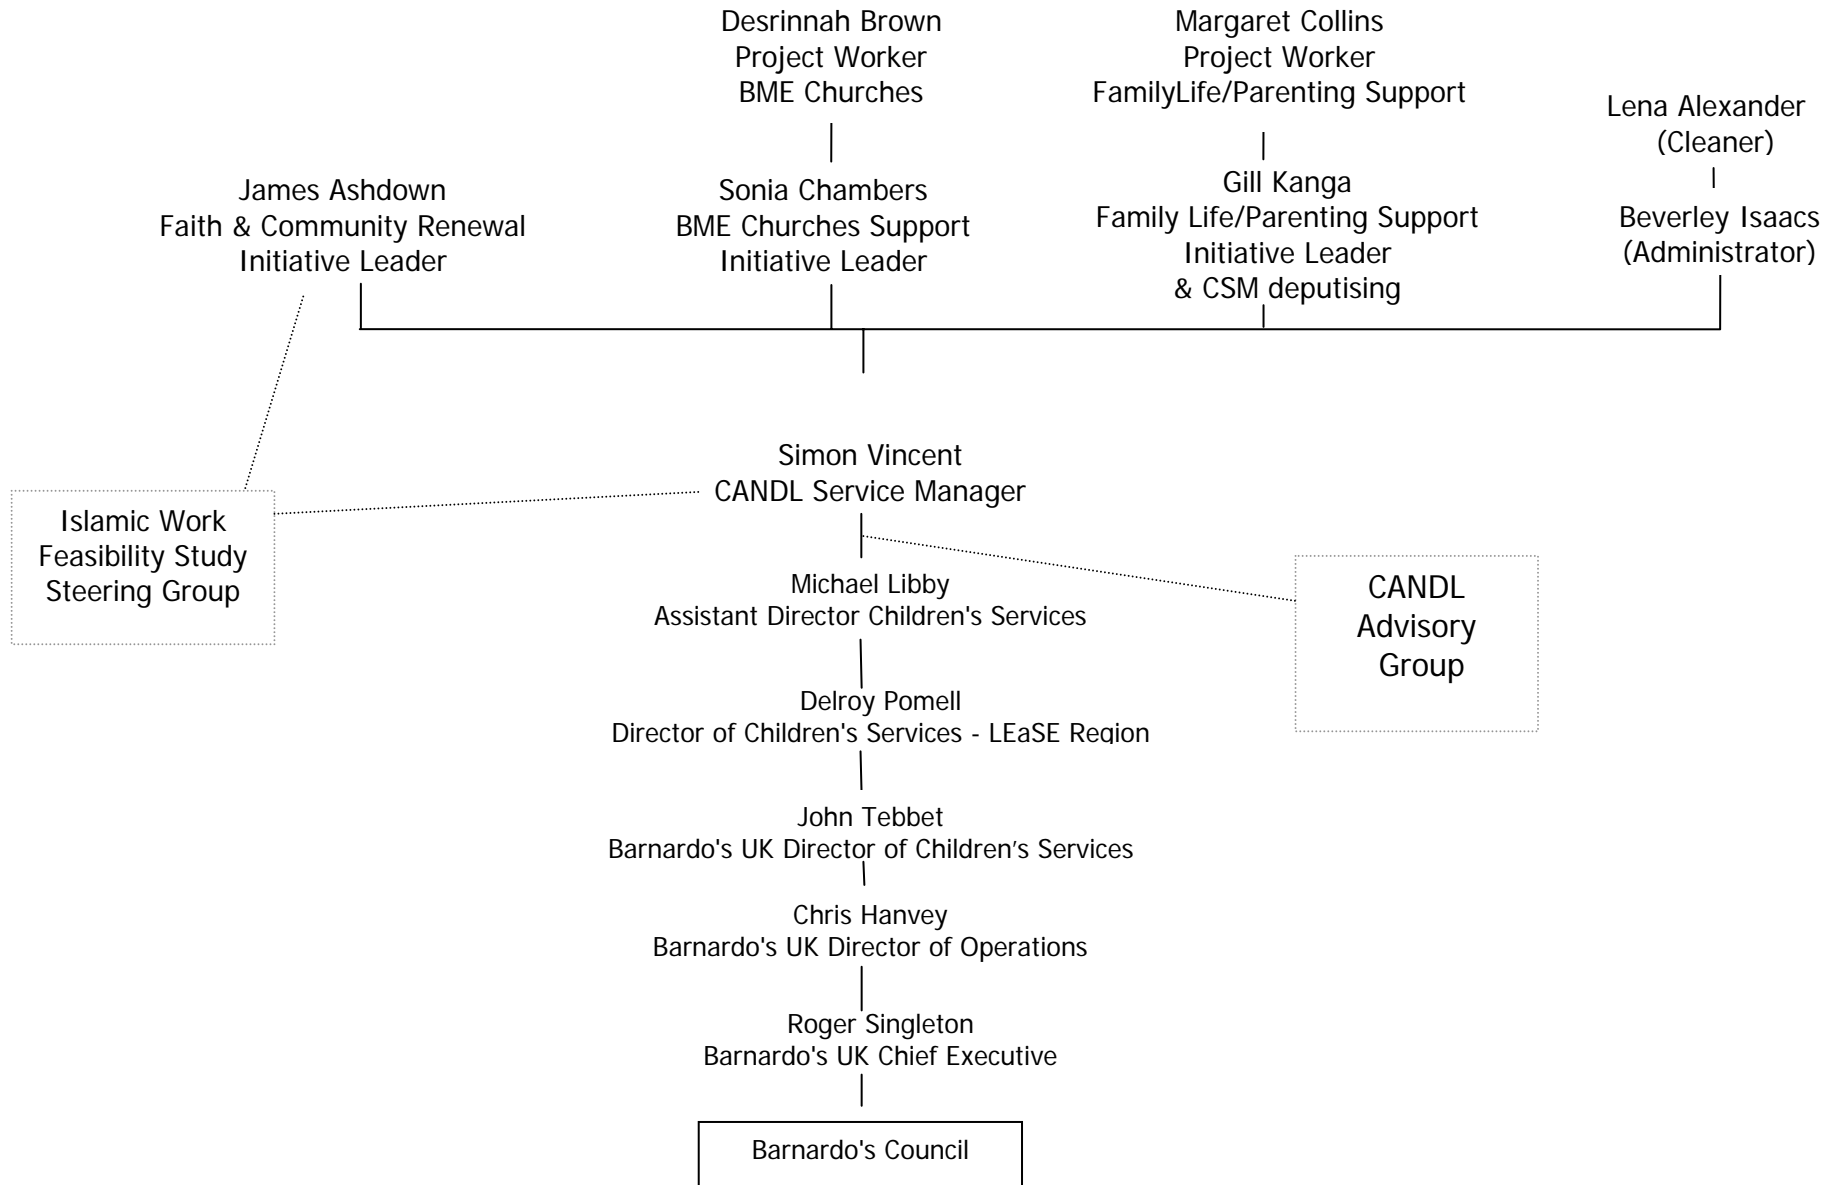 Desrinnah Brown
Project Worker
BME Churches
Margaret Collins
Project Worker
FamilyLife/Parenting Support
Lena Alexander
(Cleaner)
James Ashdown
Faith & Community Renewal
Initiative Leader
Sonia Chambers
BME Churches Support
Initiative Leader
Gill Kanga
Family Life/Parenting Support
Initiative Leader
& CSM deputising
Beverley Isaacs
(Administrator)
Simon Vincent
CANDL Service Manager
Islamic Work
Feasibility Study
Steering Group
Michael Libby
Assistant Director Children's Services
CANDL
Advisory
Group
Delroy Pomell
Director of Children's Services - LEaSE Region
John Tebbet
Barnardo's UK Director of Children’s Services
Chris Hanvey
Barnardo's UK Director of Operations
Roger Singleton
Barnardo's UK Chief Executive
Barnardo's Council